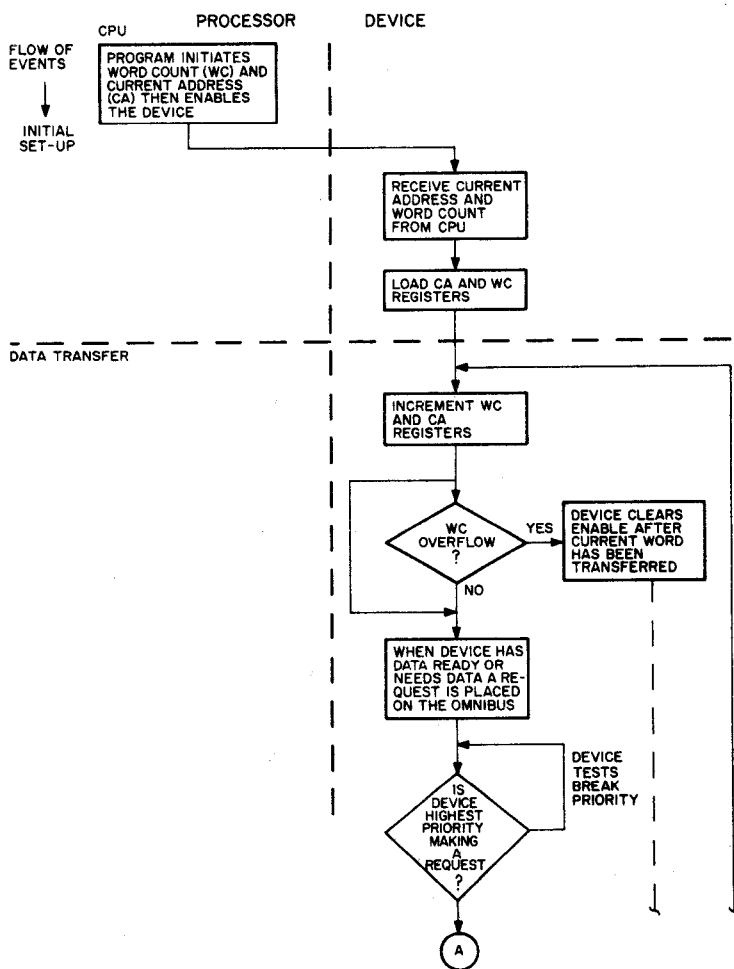 PROCESSOR DEVICE
CPU
FLOW OF
EVENTS
INITIAL
SET-UP
PROGRAM INITIATES
WORD COUNT (WC) AND
CURRENT ADDRESS
(CA) THEN ENABLES
THE DEVICE
RECEIVE CURRENT
ADDRESS AND
WORD COUNT
FROM CPU
LOAD CA AND WC
REGISTERS
DATA TRANSFER
INCREMENT WC
AND CA
REGISTERS
WC
OVERFLOW
?
YES
NO
DEVICE CLEARS
ENABLE AFTER
CURRENT WORD
HAS BEEN
TRANSFERRED
WHEN DEVICE HAS
DATA READY OR
NEEDS DATA A RE-
QUEST IS PLACED
ON THE OMNIBUS
DEVICE
TESTS
BREAK
PRIORITY
IS
DEVICE
HIGHEST
PRIORITY
MAKING
A
REQUEST
?
A